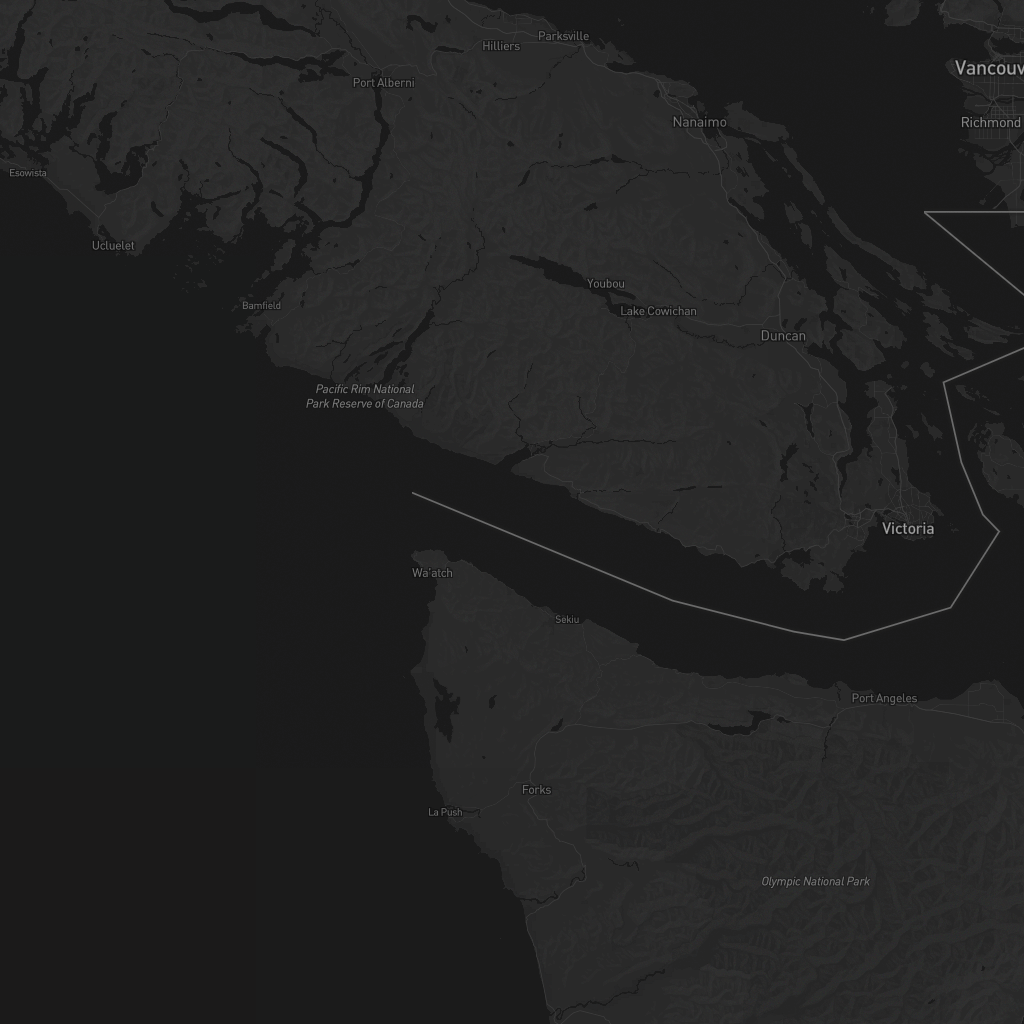 Parksville
Hilliers
Vancouv
Port Alberni
Nanaimo
Richmond
Esowista
Ucluelet
Youbou
Bamfield
Lake Cowichan
Duncan
Pacific Rim National
Park Reserve of Canada
Victoria
Wa'atch
Sekiu
Port Angeles
Forks
La Push
Olympic National Park